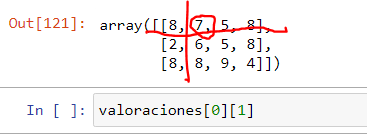 Out[121]: array([[8, 7, 5, 8],
[2, 6, 5, 8],
[8, 8, 9, 4]])
In [ ]: valoraciones[0][1]